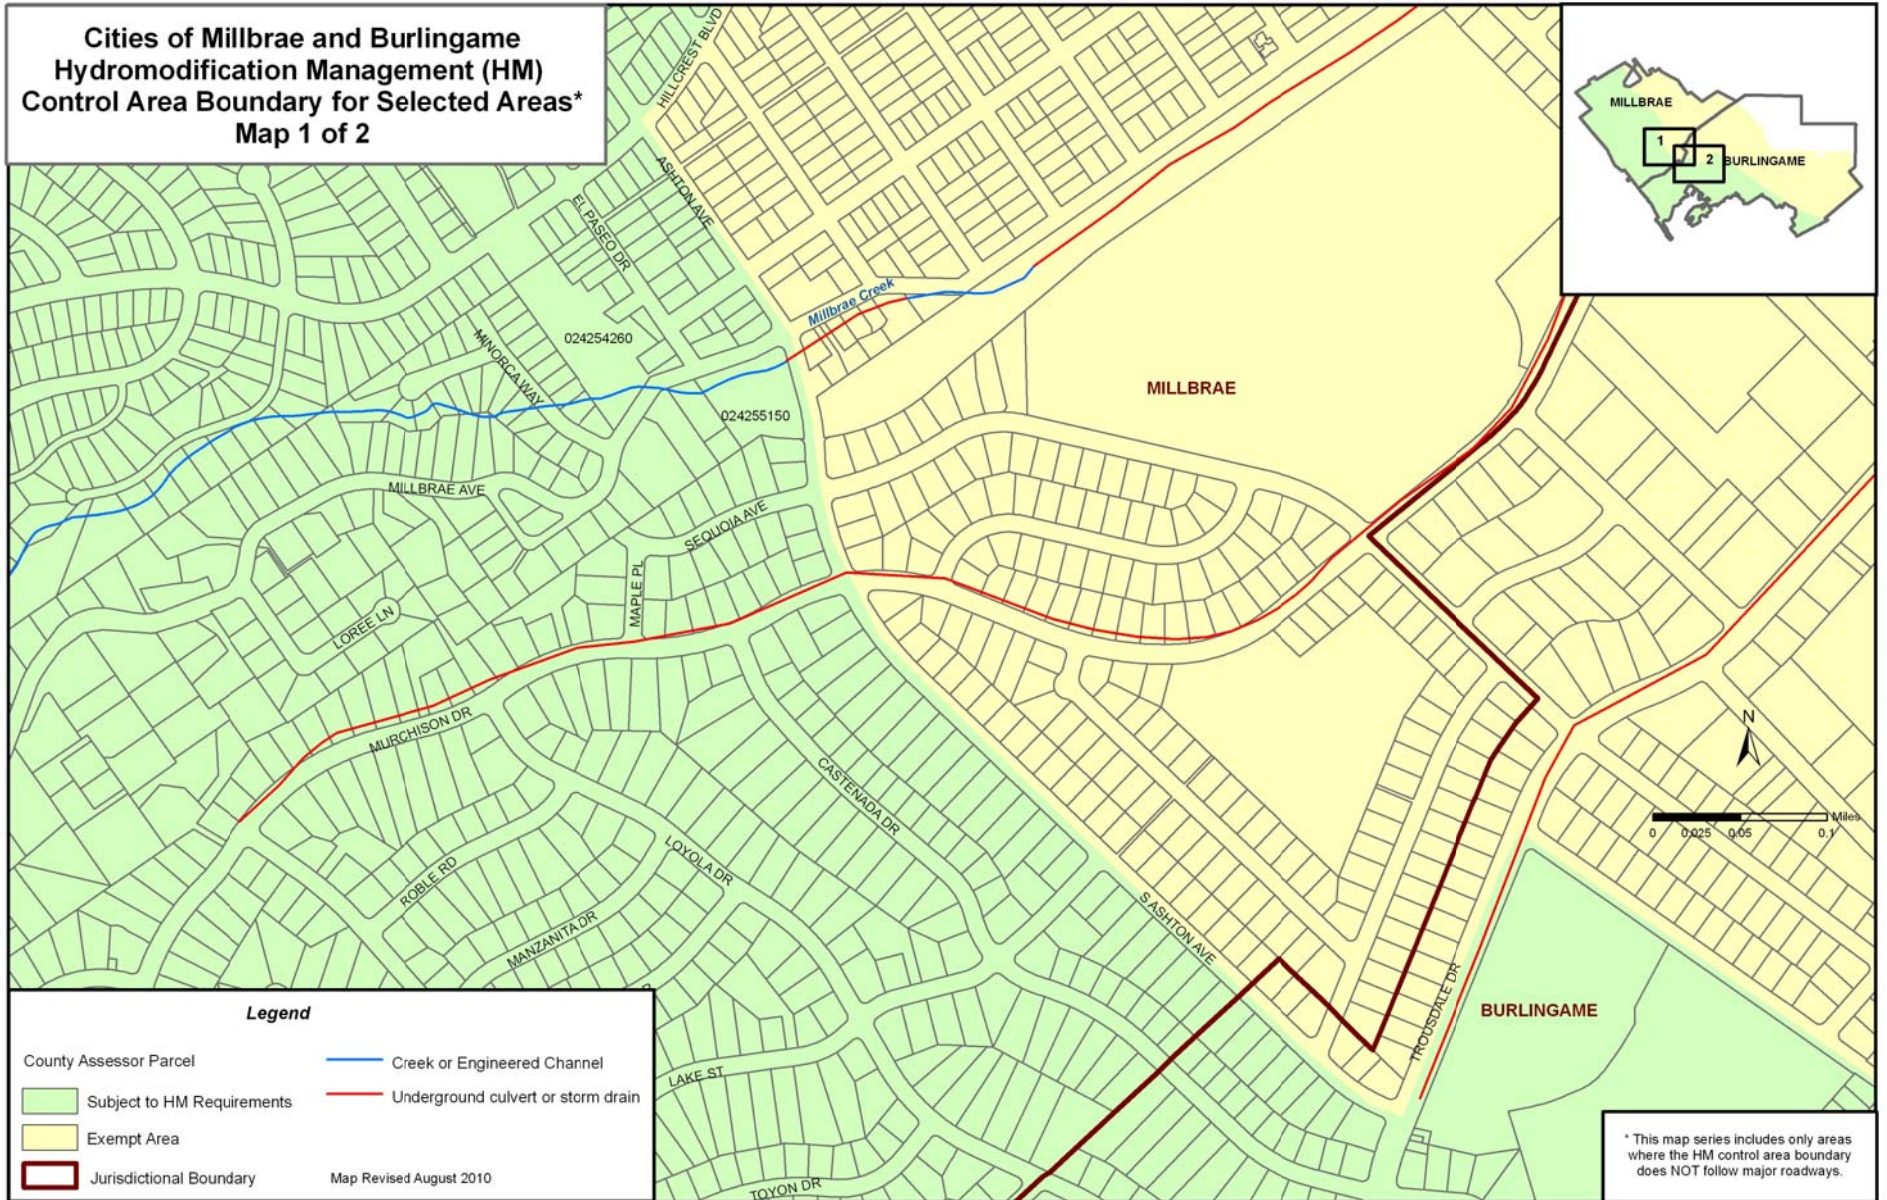 Cities of Millbrae and Burlingame
Hydromodification Management (HM)
Control Area Boundary for Selected Areas*
Map 1 of 2
MILLBRAE
1
2
BURLINGAME
HILLCREST BLVD
ASHTON AVE
EL PASEO DR
Millbrae Creek
MINORCA WAY
024254260
MILLBRAE
024255150
MILLBRAE AVE
SEQUOIA AVE
MAPLE PL
LOREE LN
MURCHISON DR
N
CASTENADA DR
Miles
0 0.025 0.05 0.1
LOYOLA DR
ROBLE RD
S ASHTON AVE
MANZANITA DR
TROUSDALE DR
BURLINGAME
LAKE ST
TOYON DR
Legend
County Assessor Parcel
Creek or Engineered Channel
Subject to HM Requirements
Underground culvert or storm drain
Exempt Area
Jurisdictional Boundary
Map Revised August 2010
* This map series includes only areas
where the HM control area boundary
does NOT follow major roadways.